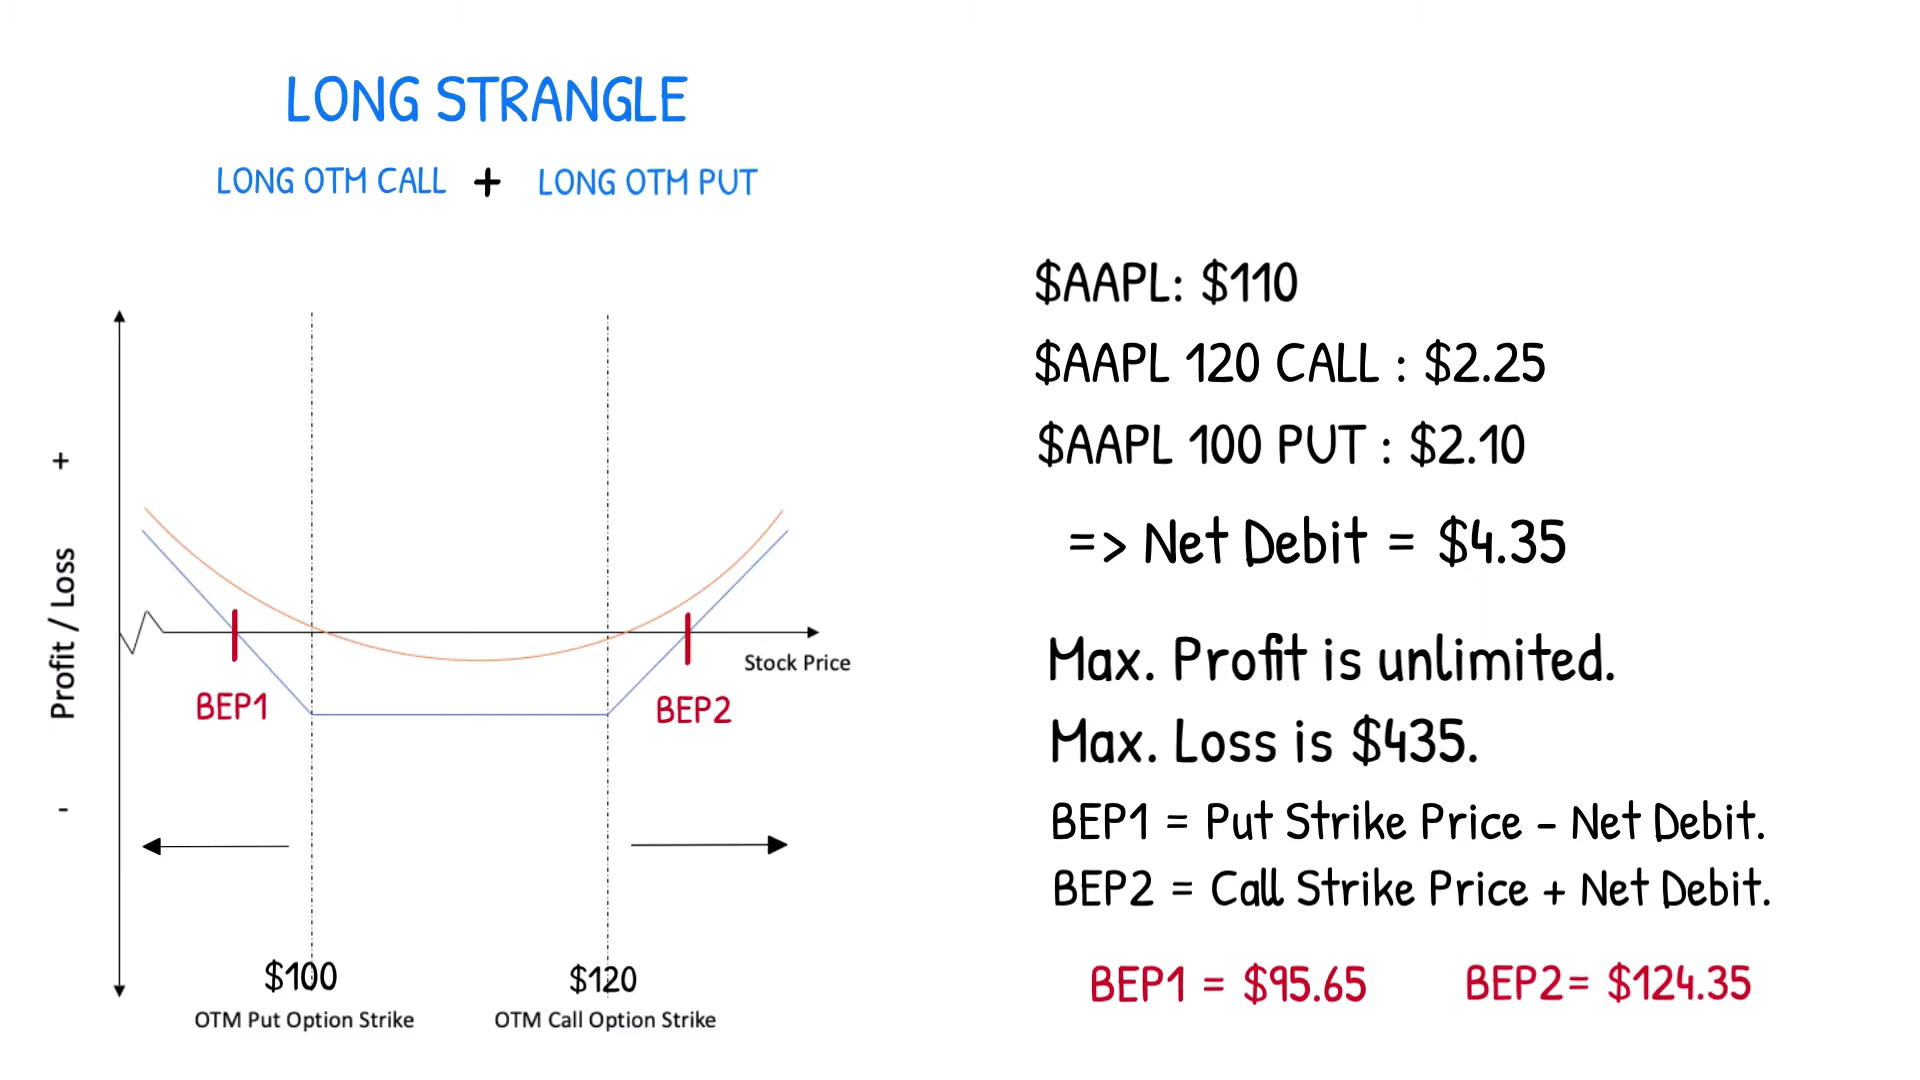 LONG STRANGLE
LONG OTM CALL + LONG OTM PUT
$AAPL: $110
$AAPL 120 CALL : $2.25
$AAPL 100 PUT : $2.10
=> Net Debit = $4.35
Max. Profit is unlimited.
Max. Loss is $435.
BEP1 = Put Strike Price - Net Debit.
BEP2 = Call Strike Price + Net Debit.
BEP1 = $95.65 BEP2= $124.35
+
Profit / Loss
-
Stock Price
BEP1
BEP2
$100
$120
OTM Put Option Strike
OTM Call Option Strike